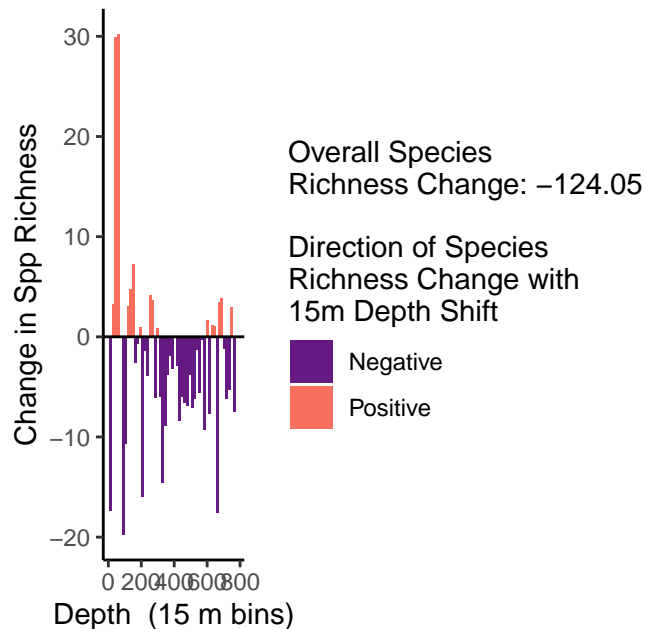 30
20
10
0
−10
−20
Change in Spp Richness
0 200 400 600 800
Depth  (15 m bins)
Overall Species
Richness Change: −124.05
Direction of Species
Richness Change with
15m Depth Shift
Negative
Positive